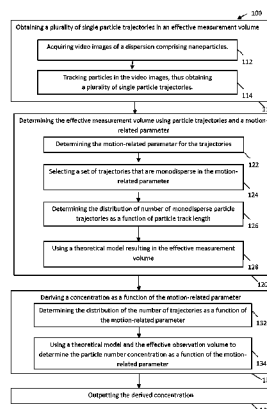 100
Obtaining a plurality of single particle trajectories in an effective measurement volume
Acquiring video images of a dispersion comprising nanoparticles.
112
Tracking particles in the video images, thus obtaining
a plurality of single particle trajectories.
114
Determining the effective measurement volume using particle trajectories and a motion-
related parameter
Determining the motion-related parameter for the trajectories
122
Selecting a set of trajectories that are monodisperse in the motion-
related parameter
124
Determining the distribution of number of monodisperse particle
trajectories as a function of particle track length
126
Using a theoretical model resulting in the effective measurement
volume
128
120
Deriving a concentration as a function of the motion-related parameter
Determining the distribution of the number of trajectories as a function of
the motion-related parameter
132
Using a theoretical model and the effective observation volume to
determine the particle number concentration as a function of the motion-
related parameter
134
Outputting the derived concentration